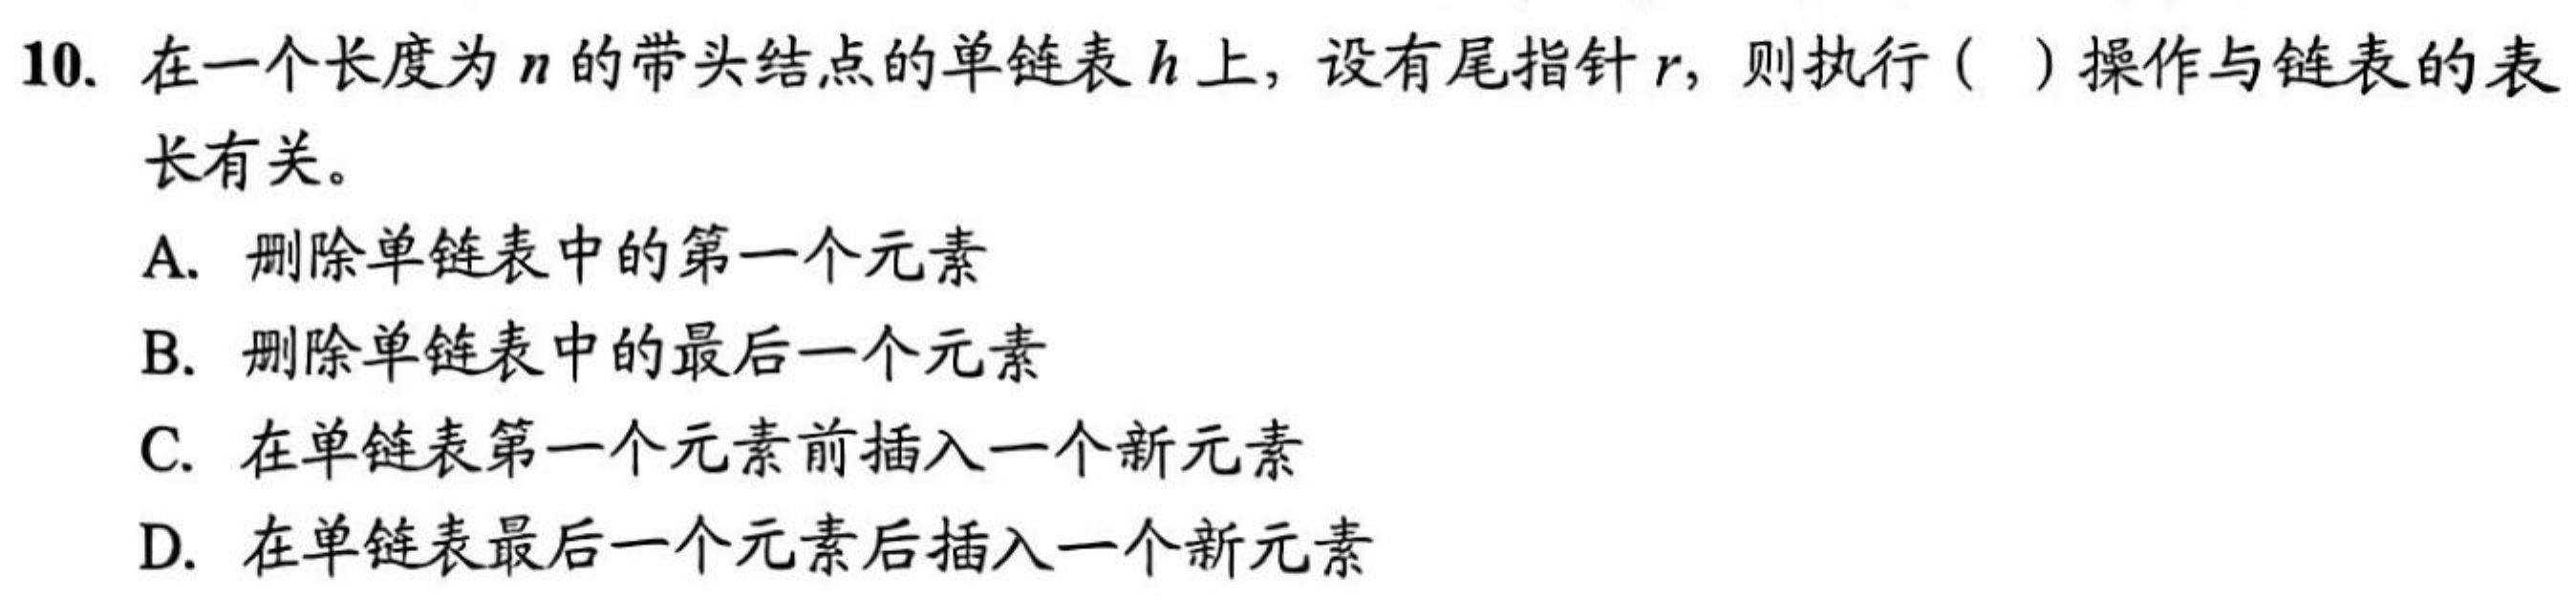 10. 在一个长度为 n 的带头结点的单链表 h 上，设有尾指针 r，则执行（ ）操作与链表的表
长有关。
A. 删除单链表中的第一个元素
B. 删除单链表中的最后一个元素
C. 在单链表第一个元素前插入一个新元素
D. 在单链表最后一个元素后插入一个新元素